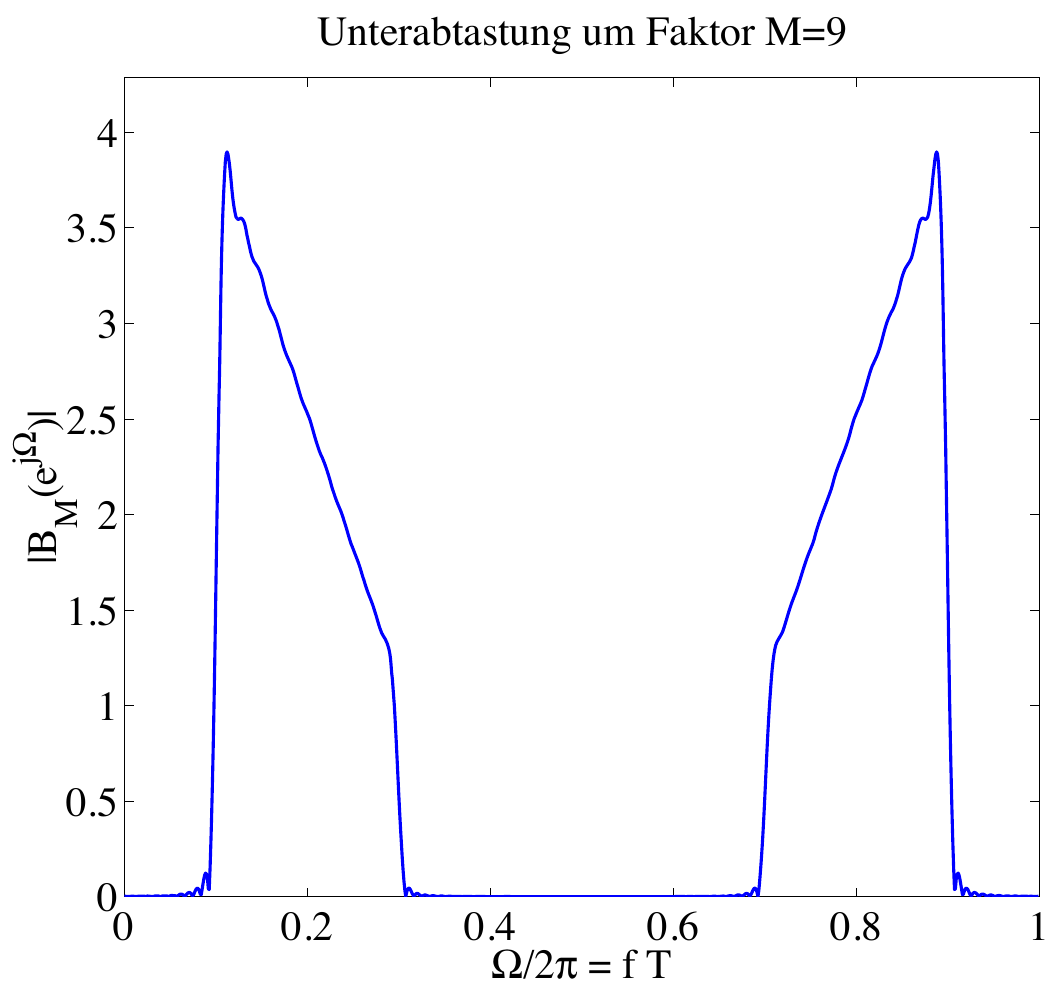 Unterabtastung um Faktor M=9
|B_M(e^{jΩ})|
4
3.5
3
2.5
2
1.5
1
0.5
0
0 0.2 0.4 0.6 0.8 1
Ω/2π = f T